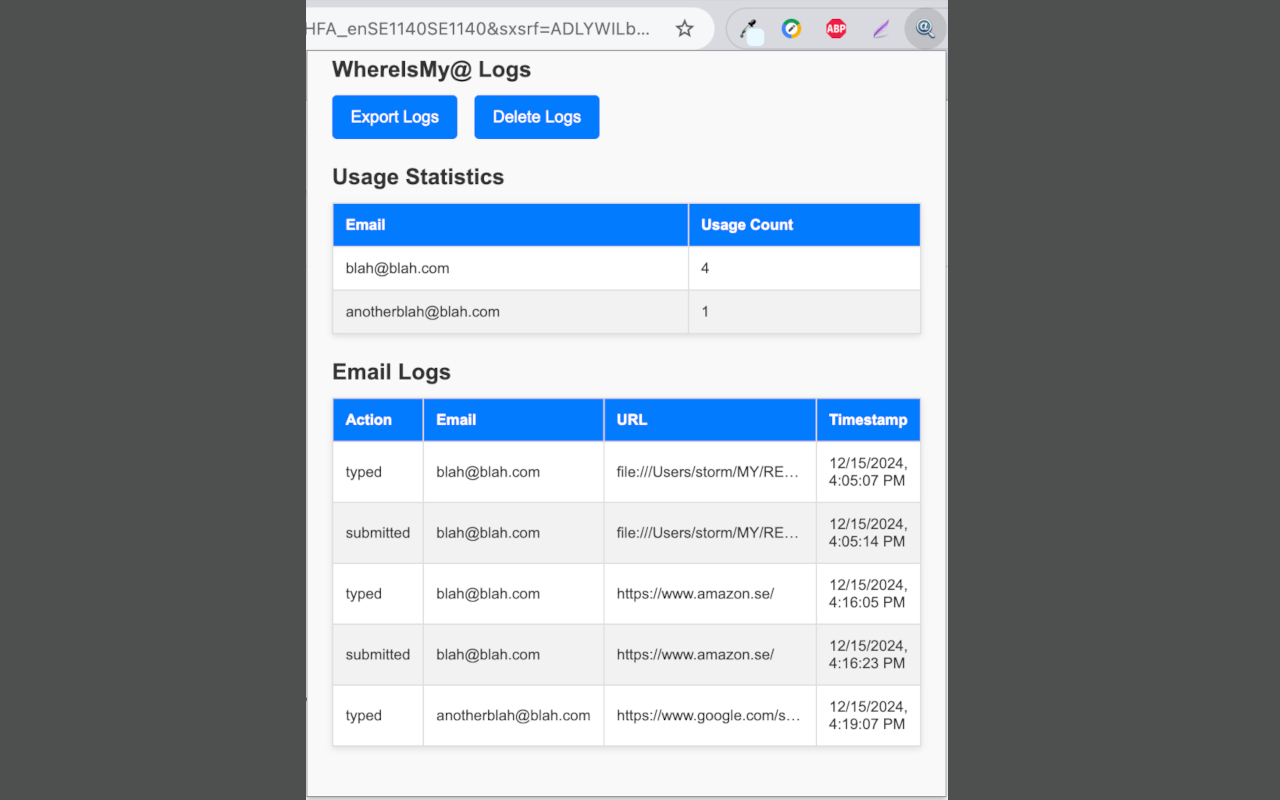 HFA_enSE1140SE1140&sxsrf=ADLYWILb...
ABP
@
WhereIsMy@ Logs
Export Logs Delete Logs
Usage Statistics
Email Usage Count
blah@blah.com 4
anotherblah@blah.com 1
Email Logs
Action Email URL Timestamp
typed blah@blah.com file:///Users/storm/MY/RE... 12/15/2024,
4:05:07 PM
submitted blah@blah.com file:///Users/storm/MY/RE... 12/15/2024,
4:05:14 PM
typed blah@blah.com https://www.amazon.se/ 12/15/2024,
4:16:05 PM
submitted blah@blah.com https://www.amazon.se/ 12/15/2024,
4:16:23 PM
typed anotherblah@blah.com https://www.google.com/s... 12/15/2024,
4:19:07 PM